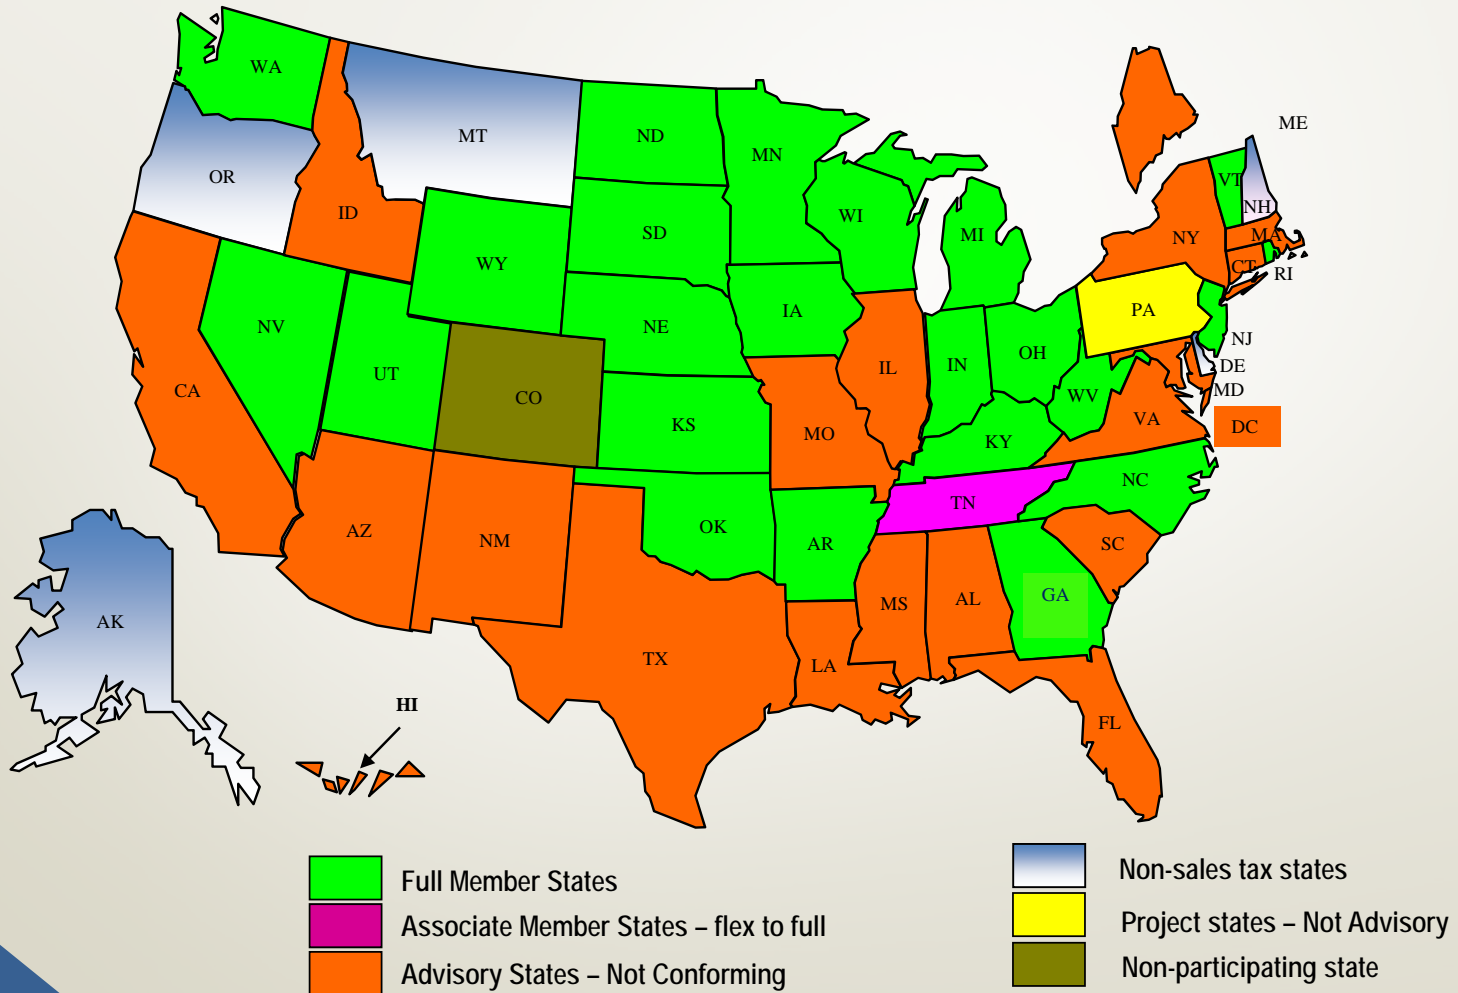 WA
ME
MT
ND
MN
OR
VT
NH
ID
WI
MI
NY
MA
SD
WY
CT
RI
NV
NE
IA
PA
NJ
OH
DE
UT
IN
IL
CA
CO
WV
MD
KS
MO
KY
VA
DC
NC
TN
AZ
NM
OK
AR
SC
MS
AL
GA
AK
TX
LA
HI
FL
Full Member States
Associate Member States – flex to full
Advisory States – Not Conforming
Non-sales tax states
Project states – Not Advisory
Non-participating state